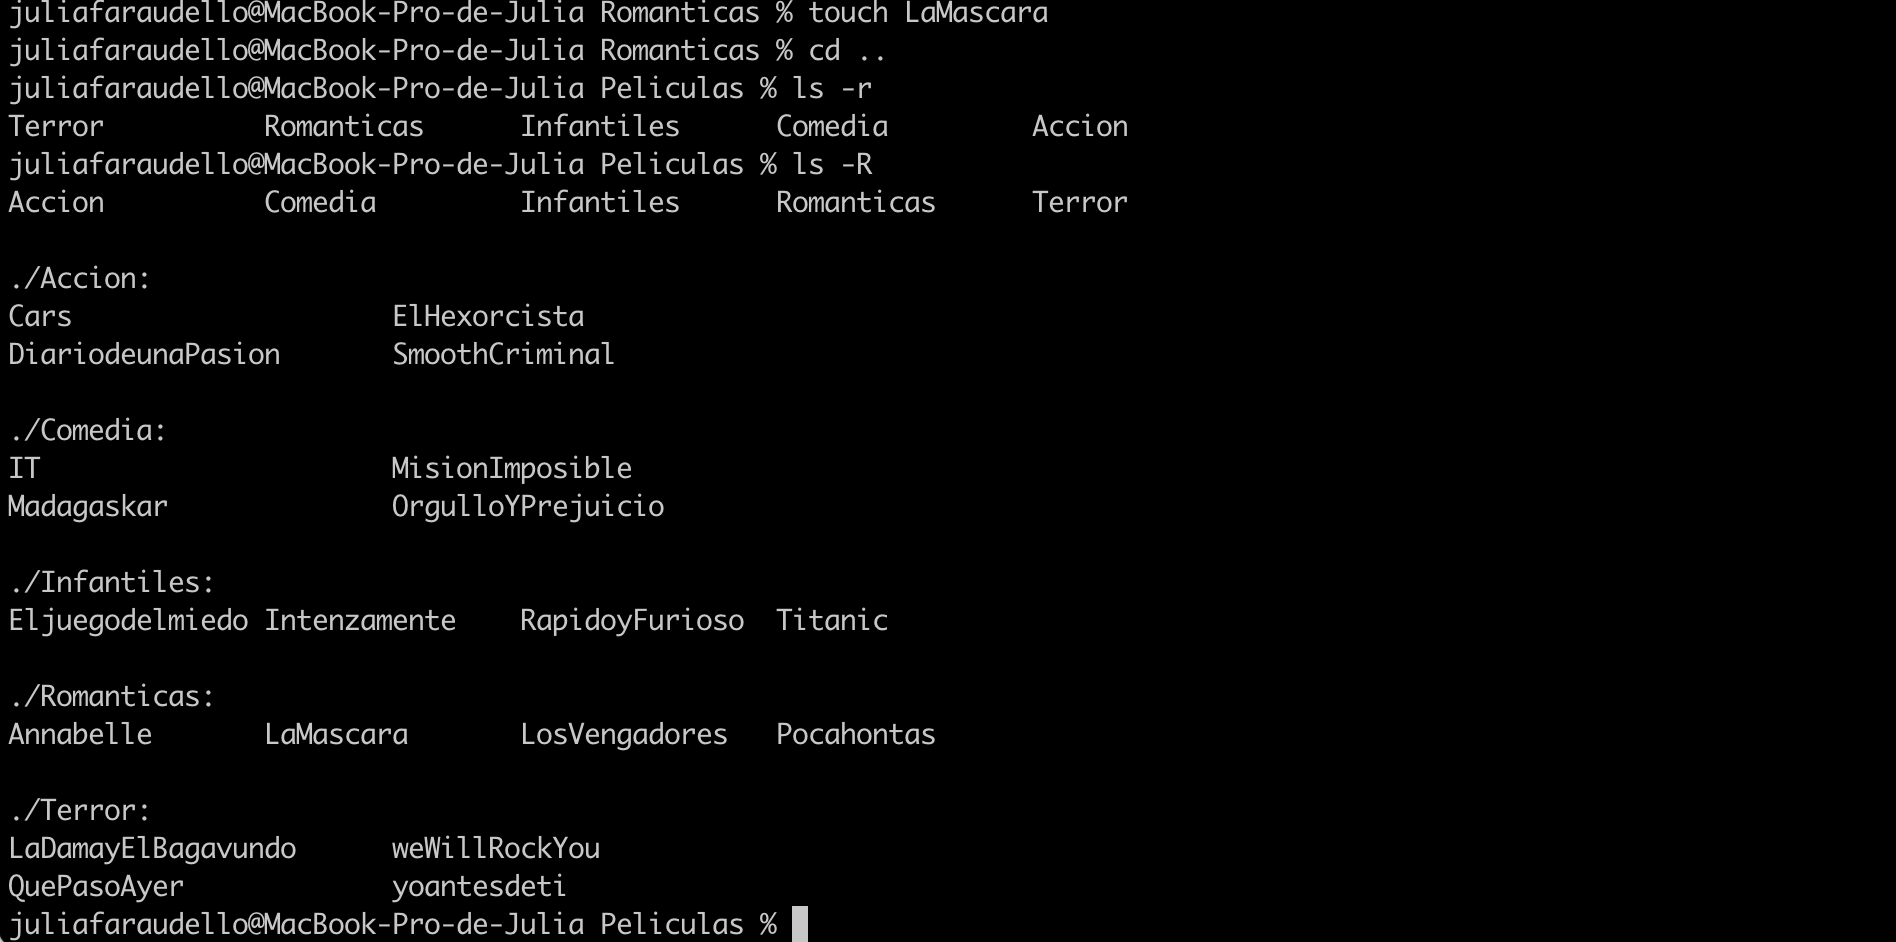 juliafaraudello@MacBook-Pro-de-Julia Romanticas % touch LaMascara
juliafaraudello@MacBook-Pro-de-Julia Romanticas % cd ..
juliafaraudello@MacBook-Pro-de-Julia Peliculas % ls -r
Terror Romanticas Infantiles Comedia Accion
juliafaraudello@MacBook-Pro-de-Julia Peliculas % ls -R
Accion Comedia Infantiles Romanticas Terror
./Accion:
Cars ElHexorcista
DiariodeunaPasion SmoothCriminal
./Comedia:
IT MisionImposible
Madagaskar OrgulloYPrejuicio
./Infantiles:
Eljuegodelmiedo Intenzamente RapidoyFurioso Titanic
./Romanticas:
Annabelle LaMascara LosVengadores Pocahontas
./Terror:
LaDamayElBagavundo weWillRockYou
QuePasoAyer yoantesdeti
juliafaraudello@MacBook-Pro-de-Julia Peliculas %